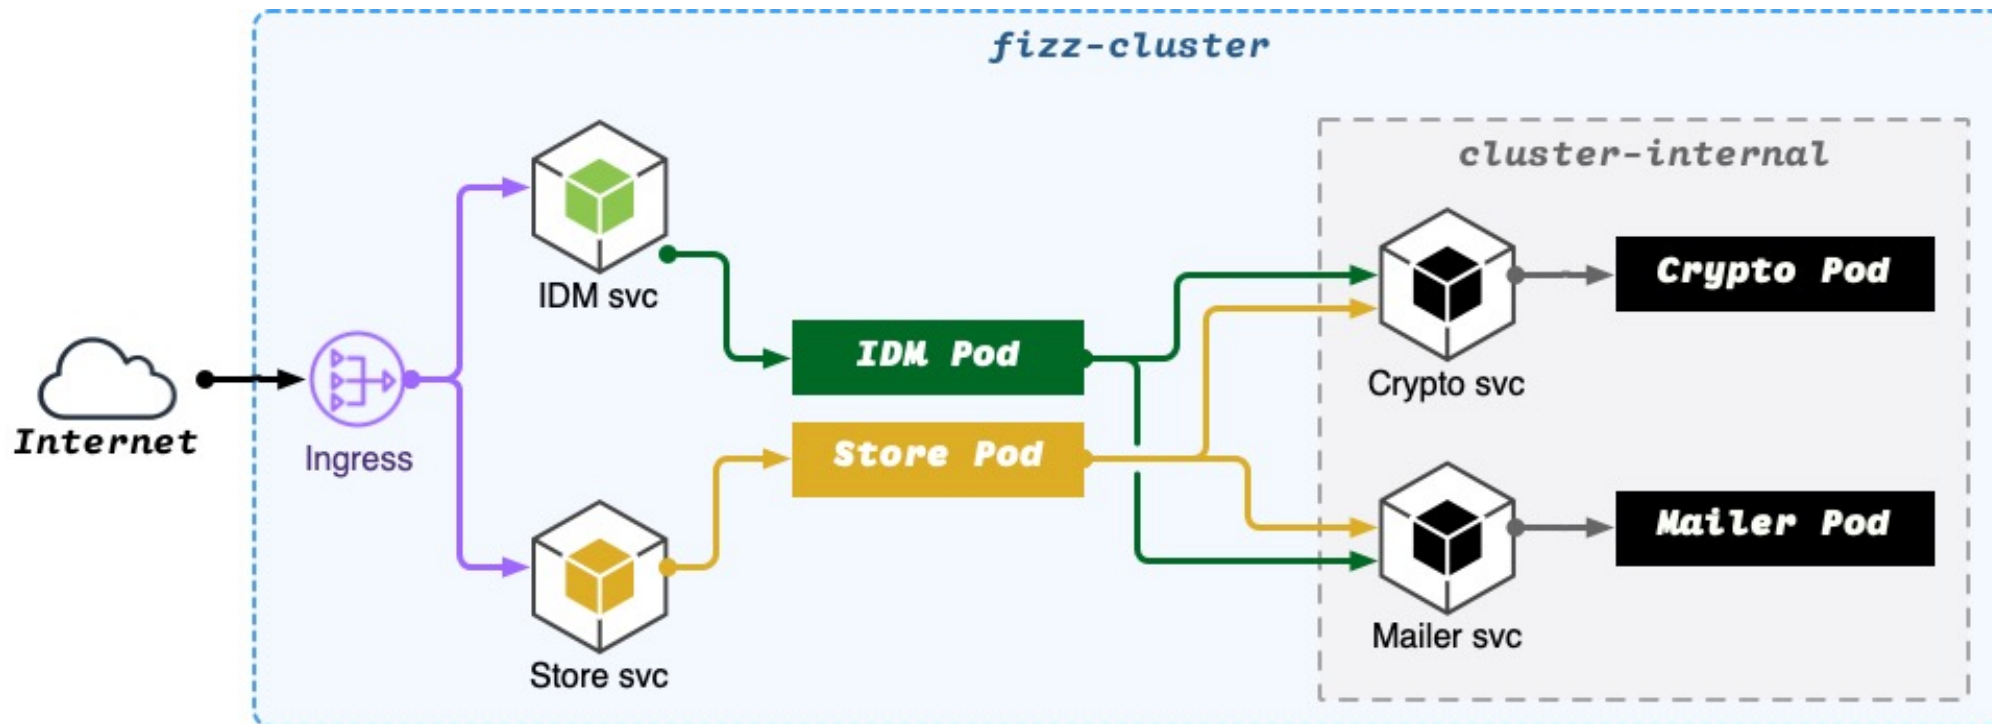 fizz-cluster
cluster-internal
IDM svc
Crypto Pod
IDM Pod
Crypto svc
Internet
Ingress
Store Pod
Mailer Pod
Mailer svc
Store svc